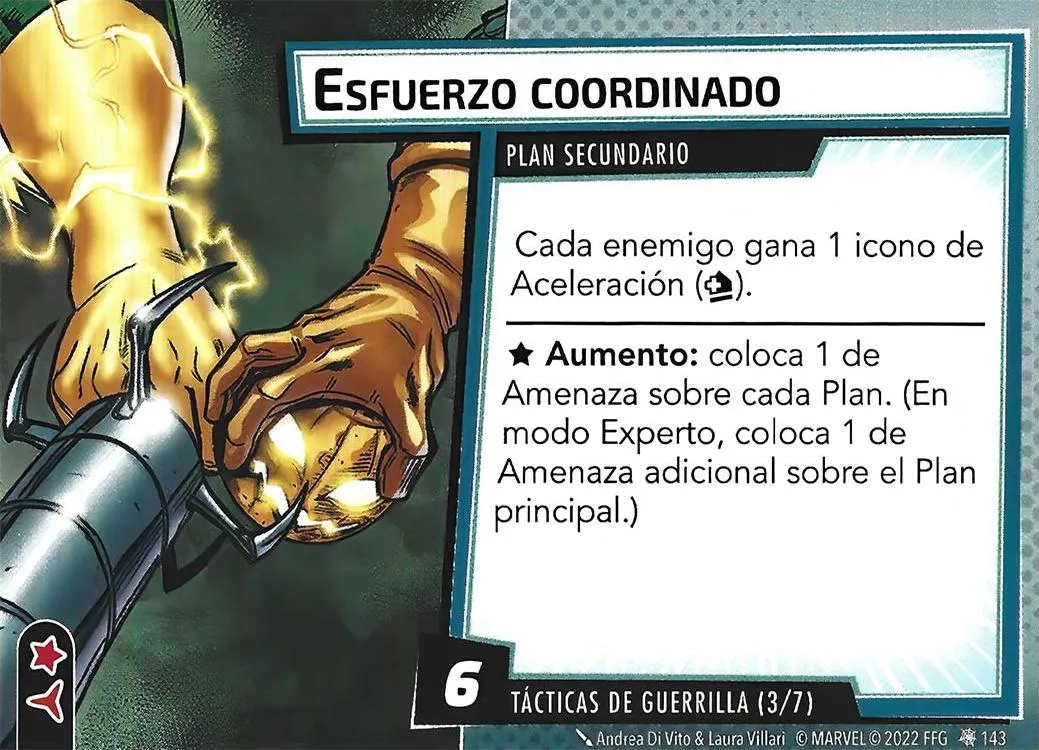 Esfuerzo coordinado
PLAN SECUNDARIO
Cada enemigo gana 1 icono de
Aceleración ( ).
★ Aumento: coloca 1 de
Amenaza sobre cada Plan. (En
modo Experto, coloca 1 de
Amenaza adicional sobre el Plan
principal.)
6
TÁCTICAS DE GUERRILLA (3/7)
Andrea Di Vito & Laura Villari © MARVEL © 2022 FFG 143